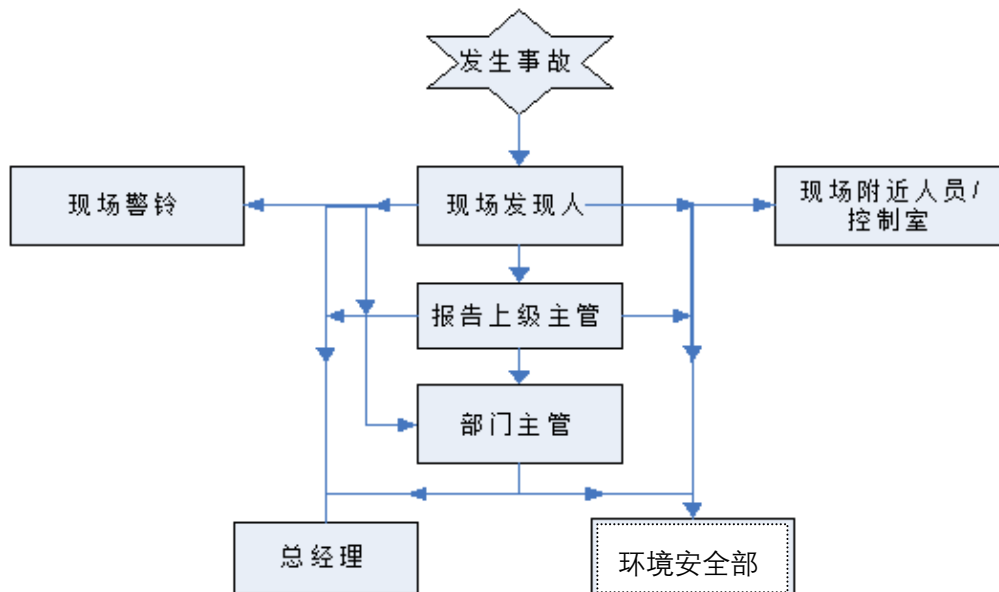 发生事故
现场警铃
现场发现人
现场附近人员/
控制室
报告上级主管
部门主管
总经理
环境安全部